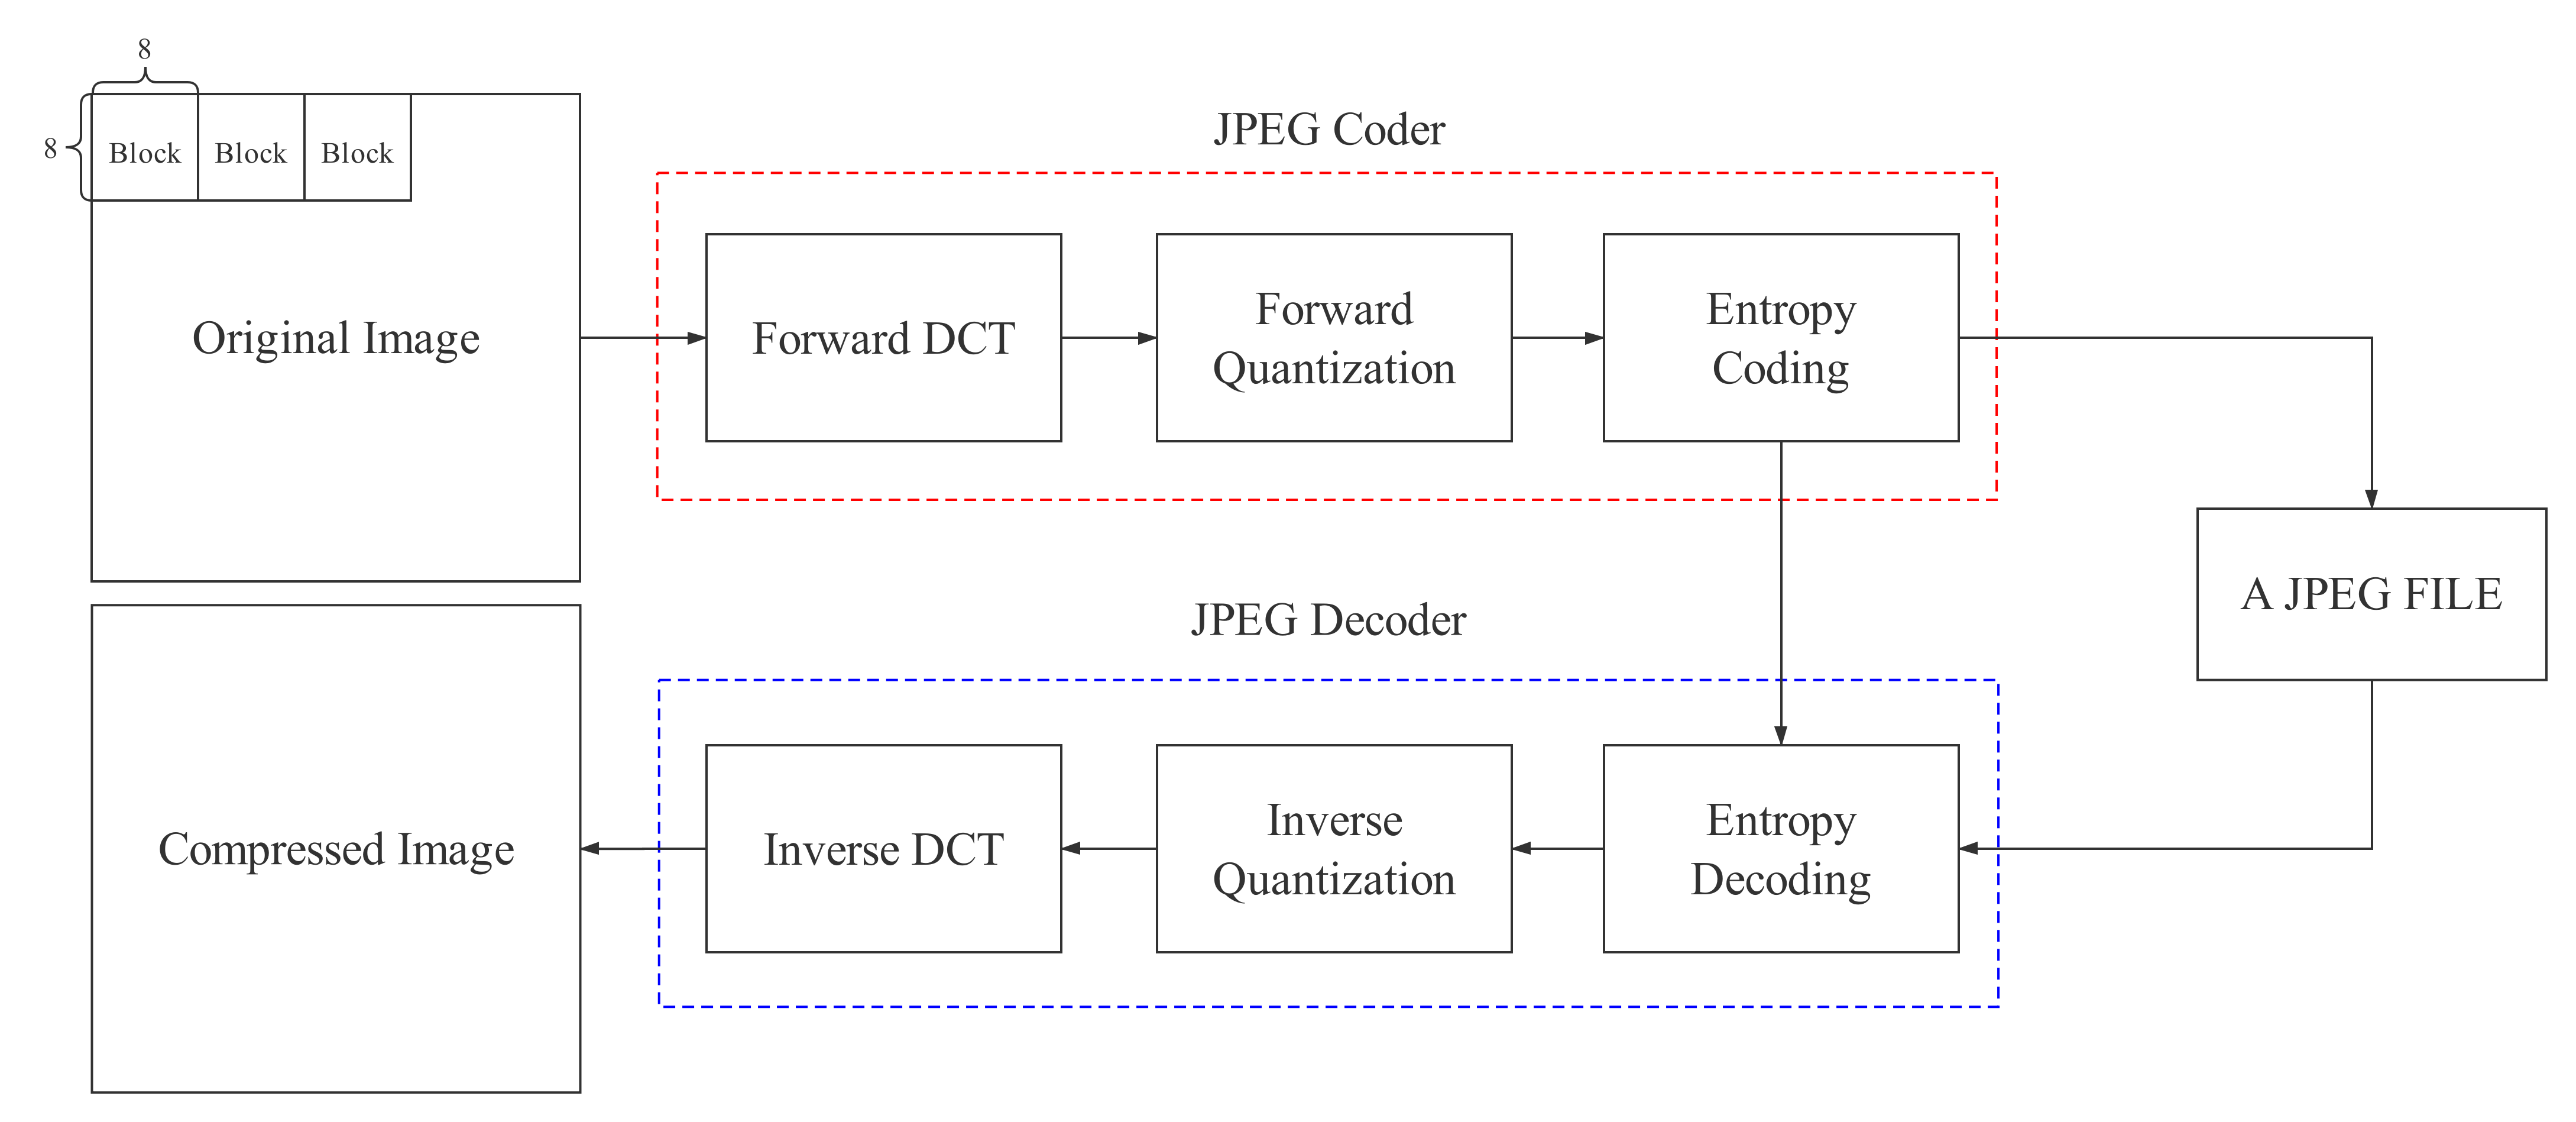 8
8
Block Block Block
Original Image
JPEG Coder
Forward DCT
Forward
Quantization
Entropy
Coding
A JPEG FILE
JPEG Decoder
Compressed Image
Inverse DCT
Inverse
Quantization
Entropy
Decoding